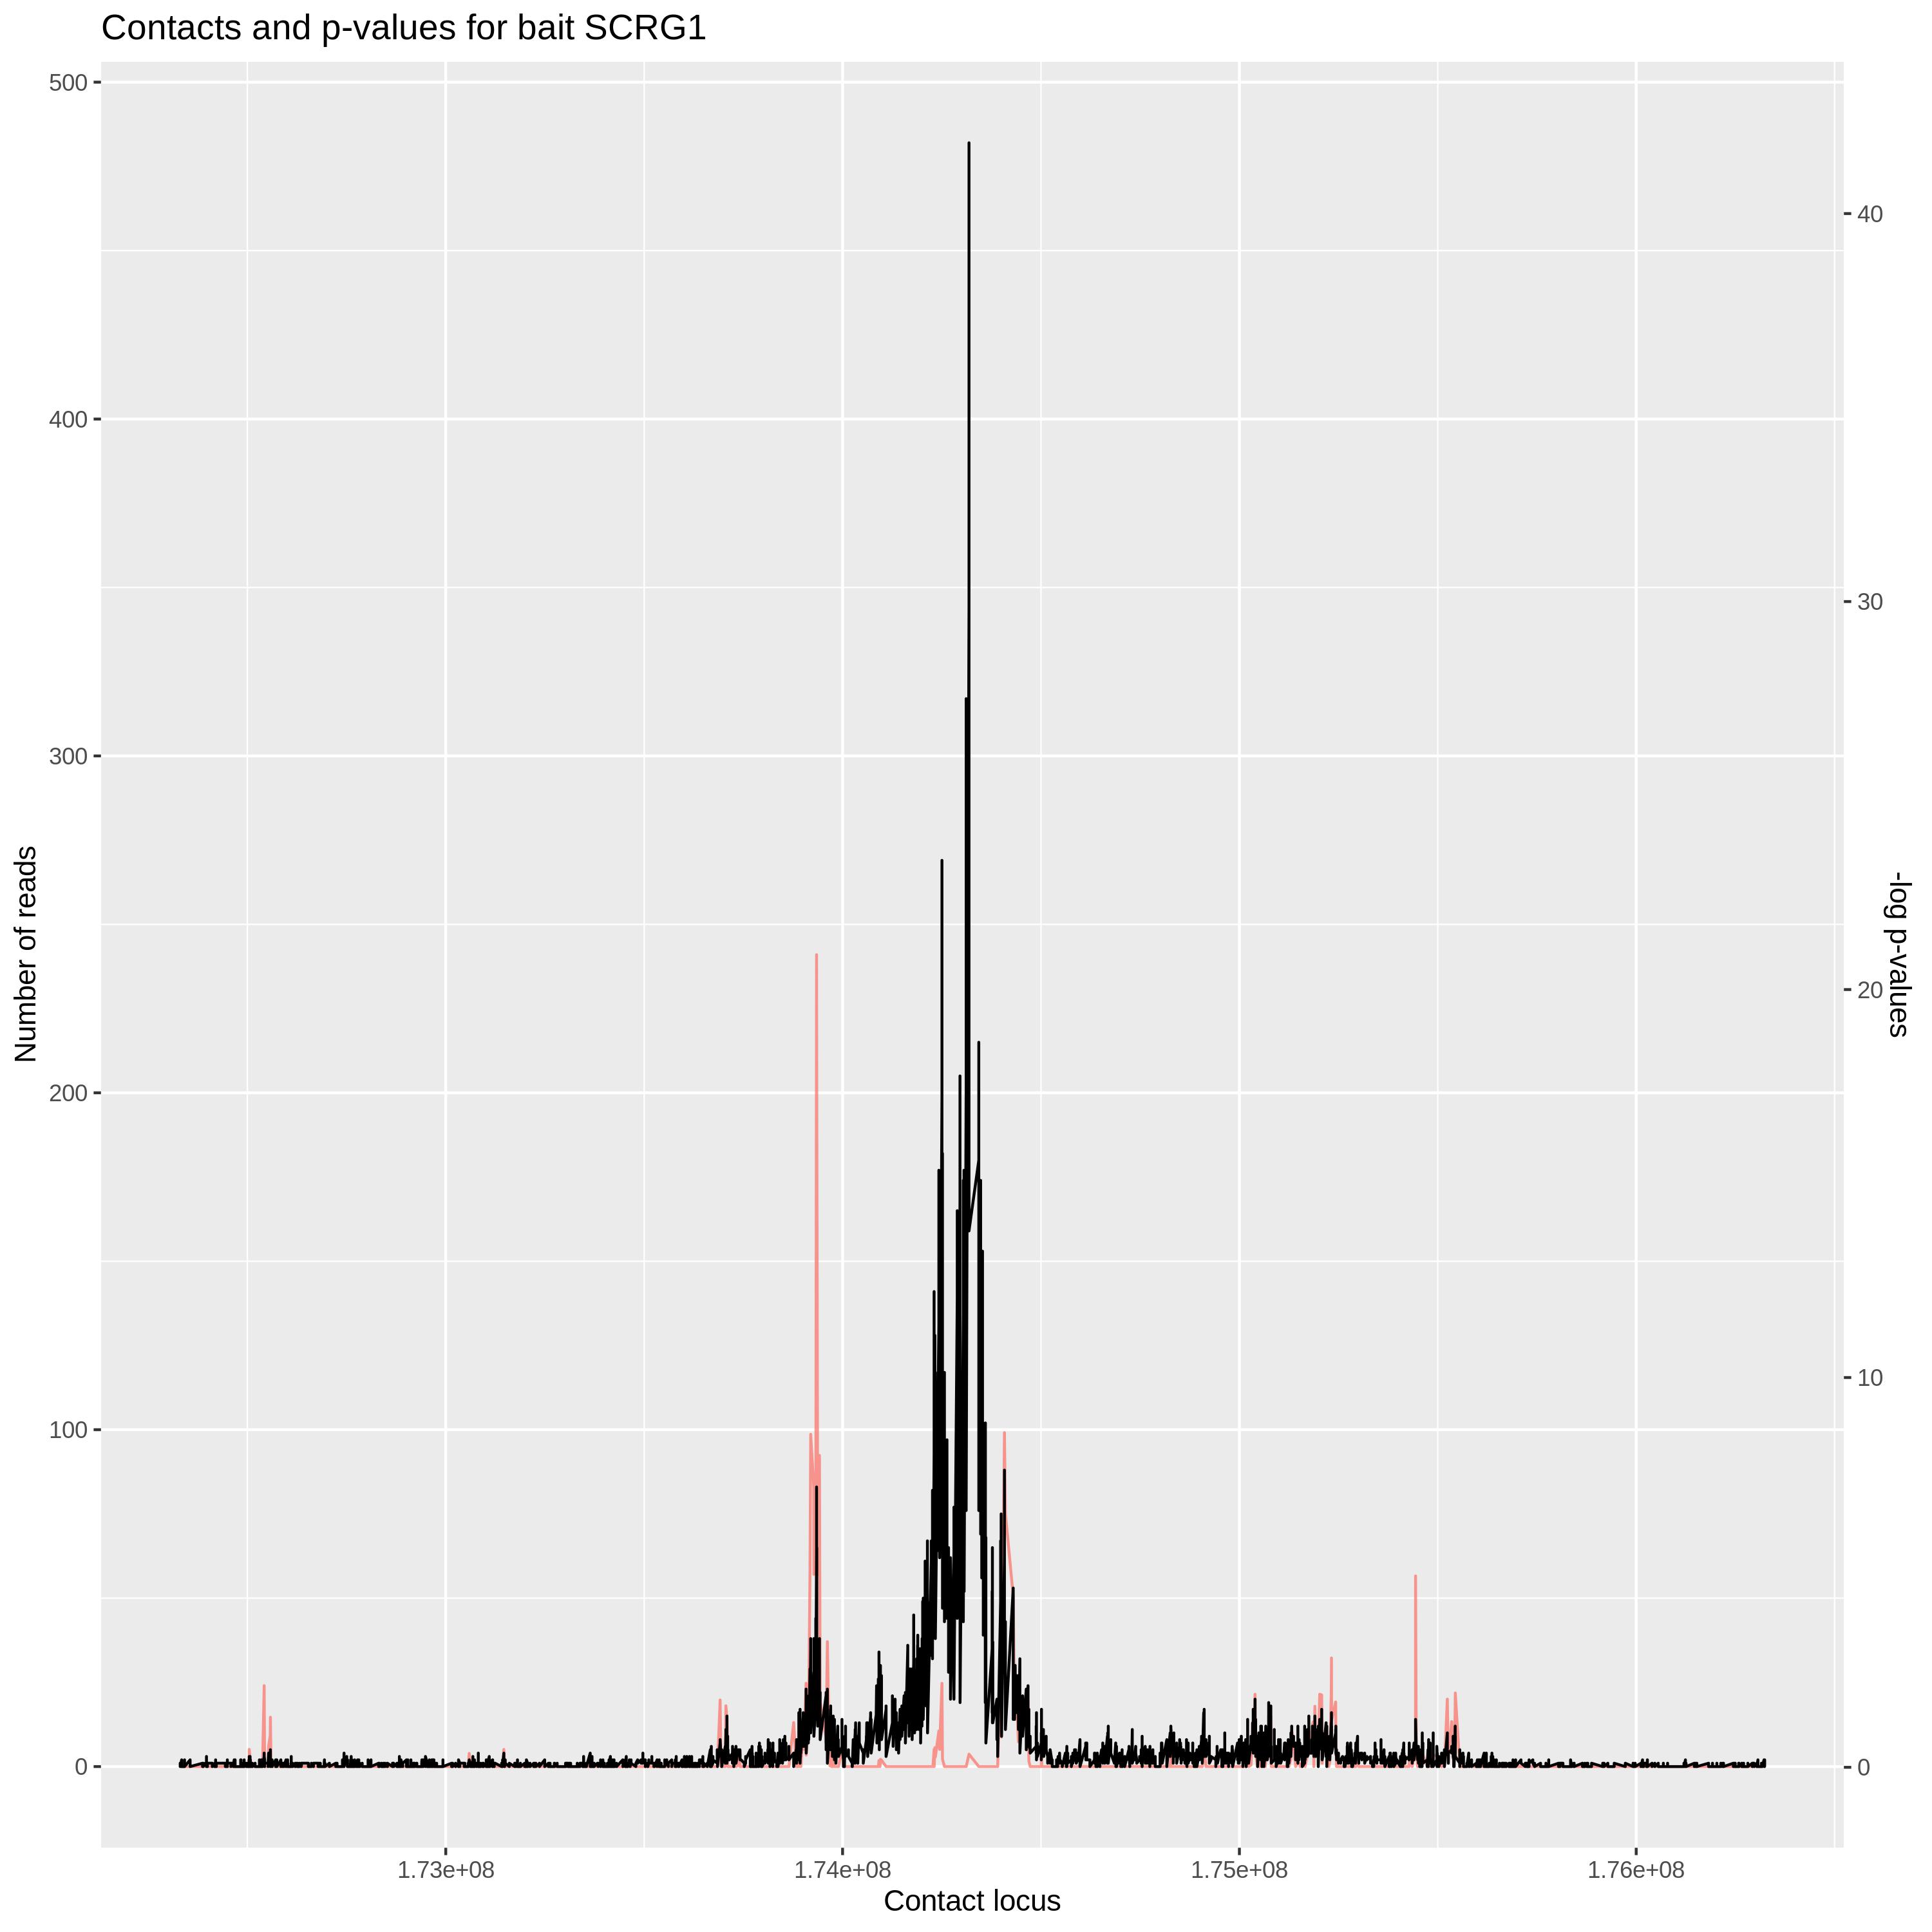 Contacts and p-values for bait SCRG1
500
400
300
200
100
0
Number of reads
40
30
20
10
0
-log p-values
1.73e+08
1.74e+08
1.75e+08
1.76e+08
Contact locus